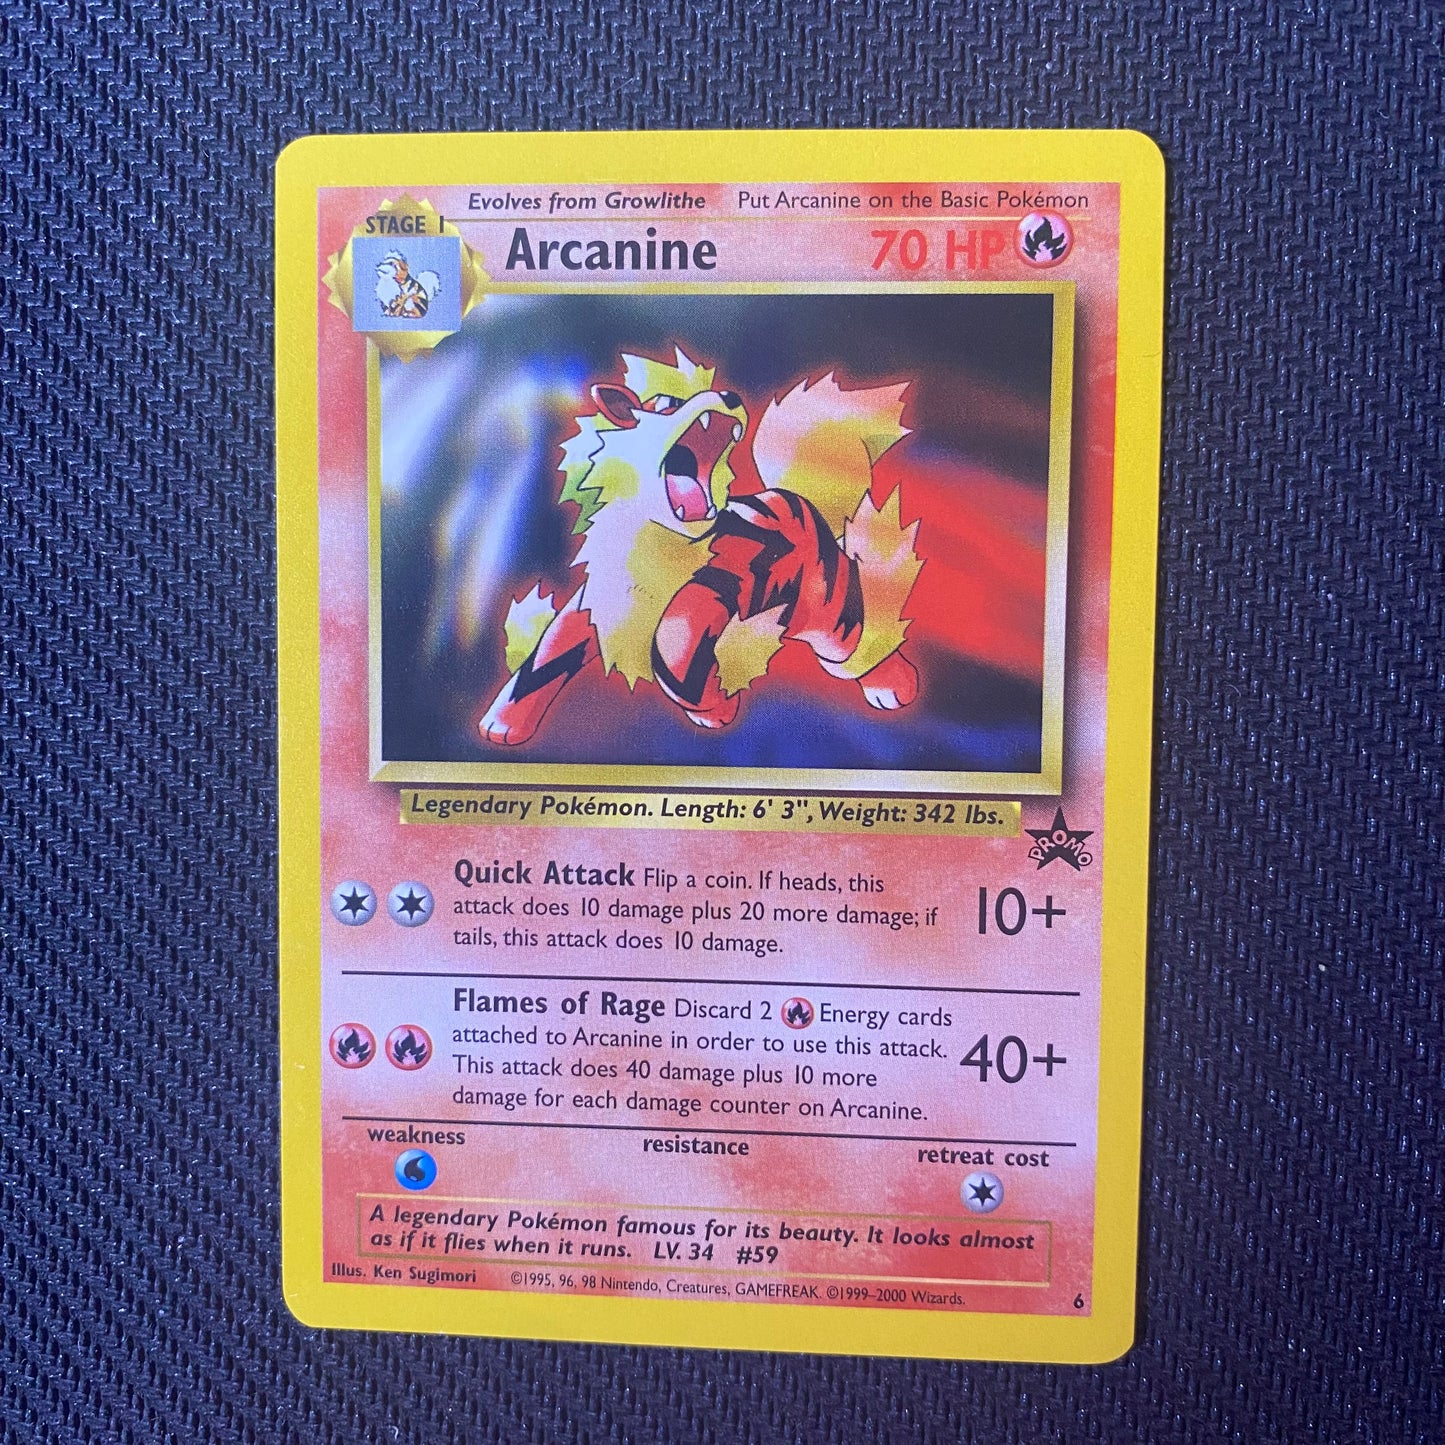 Evolves from Growlithe Put Arcanine on the Basic Pokémon
STAGE 1
Arcanine 70 HP
Legendary Pokémon. Length: 6' 3", Weight: 342 lbs.
PROMO
Quick Attack Flip a coin. If heads, this
attack does 10 damage plus 20 more damage; if
tails, this attack does 10 damage.
10+
Flames of Rage Discard 2 Energy cards
attached to Arcanine in order to use this attack.
This attack does 40 damage plus 10 more
damage for each damage counter on Arcanine.
40+
weakness resistance retreat cost
A legendary Pokémon famous for its beauty. It looks almost
as if it flies when it runs. LV. 34 #59
Illus. Ken Sugimori ©1995, 96, 98 Nintendo, Creatures, GAMEFREAK. ©1999–2000 Wizards. 6